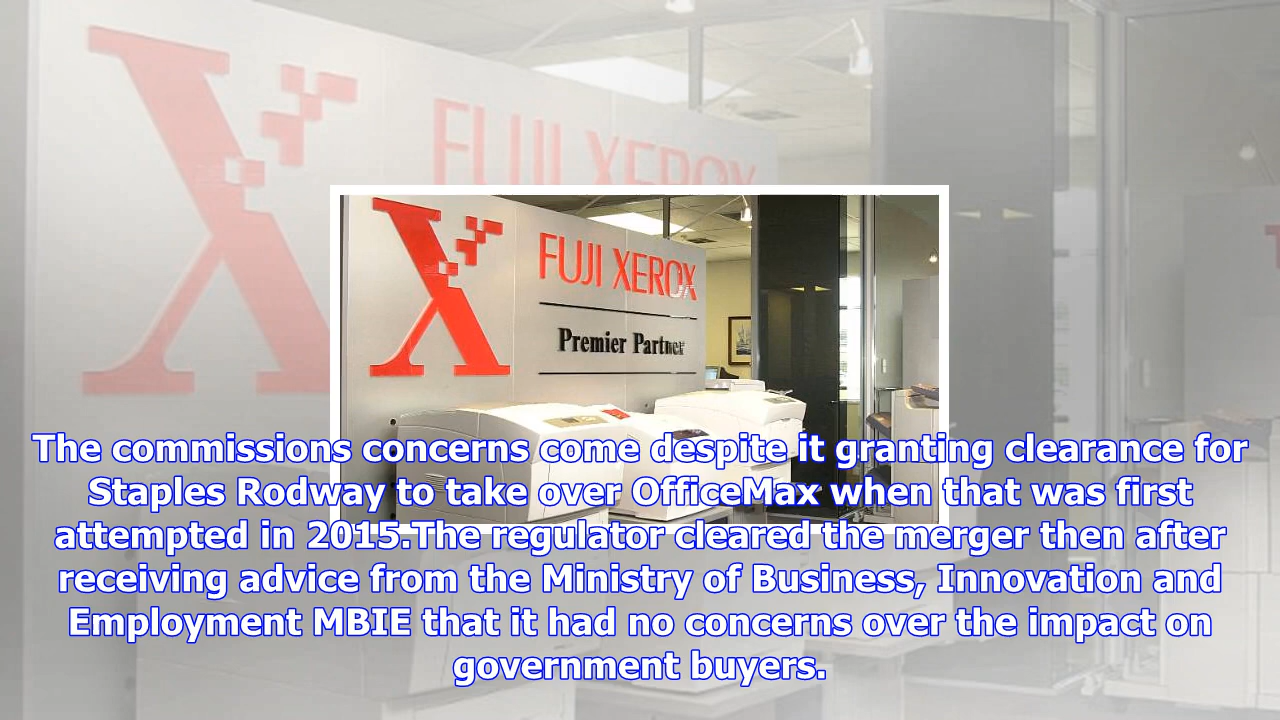 FUJI XEROX
FUJI XEROX
Premier Partner
The commissions concerns come despite it granting clearance for
Staples Rodway to take over OfficeMax when that was first
attempted in 2015.The regulator cleared the merger then after
receiving advice from the Ministry of Business, Innovation and
Employment MBIE that it had no concerns over the impact on
government buyers.